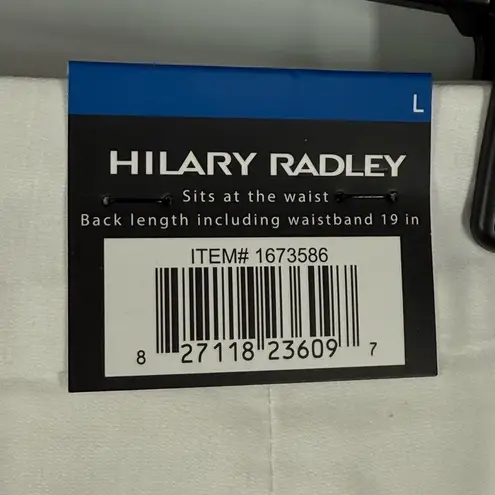 L
HILARY RADLEY
Sits at the waist
Back length including waistband 19 in
ITEM# 1673586
8 27118 23609 7